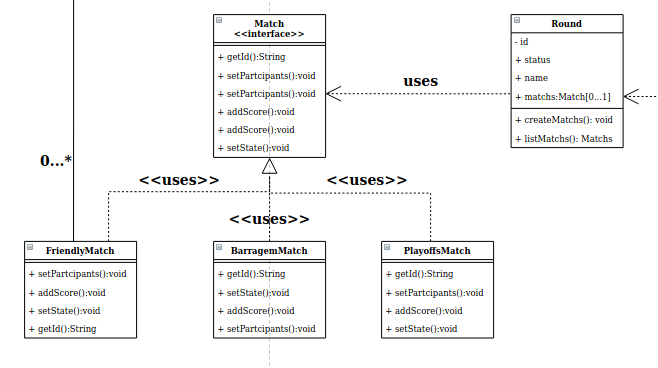 Match
<<interface>>
+ getId():String
+ setPartcipants():void
+ setPartcipants():void
+ addScore():void
+ addScore():void
+ setState():void
Round
- id
+ status
+ name
+ matchs:Match[0...1]
+ createMatchs(): void
+ listMatchs(): Matchs
uses
0...*
<<uses>>
<<uses>>
<<uses>>
FriendlyMatch
+ setPartcipants():void
+ addScore():void
+ setState():void
+ getId():String
BarragemMatch
+ getId():String
+ setState():void
+ addScore():void
+ setPartcipants():void
PlayoffsMatch
+ getId():String
+ setPartcipants():void
+ addScore():void
+ setState():void